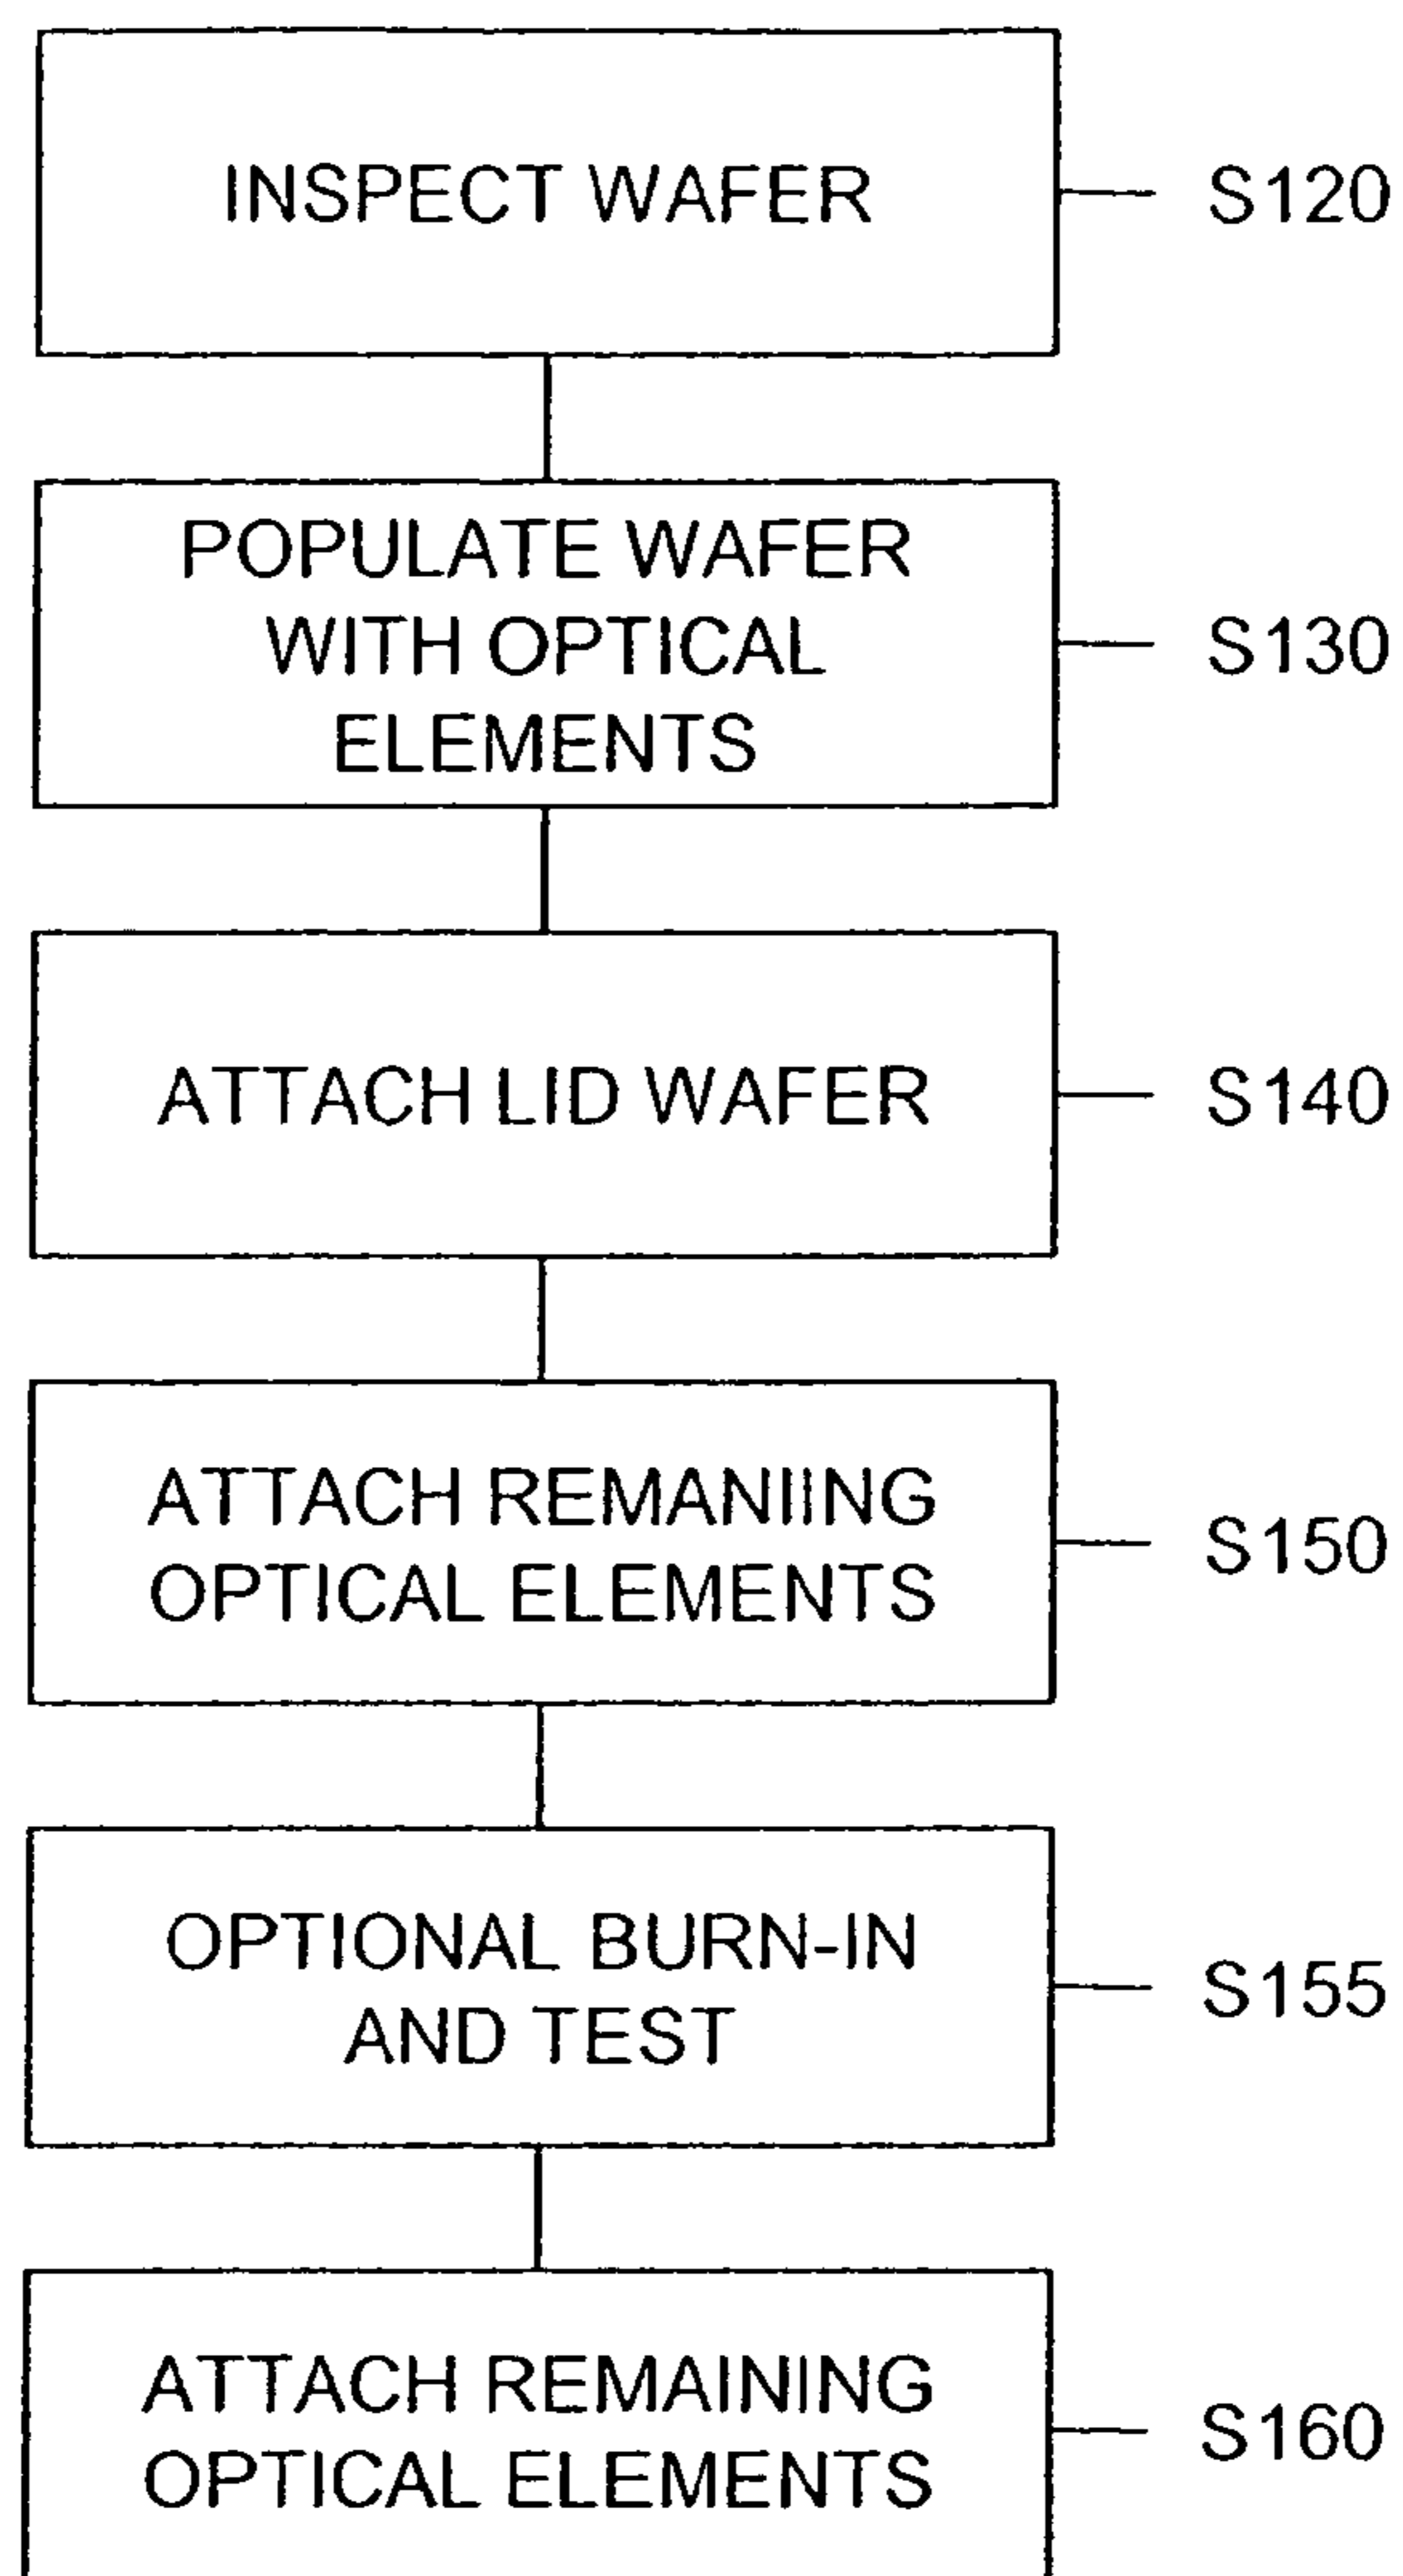 INSPECT WAFER
S120
POPULATE WAFER
WITH OPTICAL
ELEMENTS
S130
ATTACH LID WAFER
S140
ATTACH REMANIING
OPTICAL ELEMENTS
S150
OPTIONAL BURN-IN
AND TEST
S155
ATTACH REMAINING
OPTICAL ELEMENTS
S160